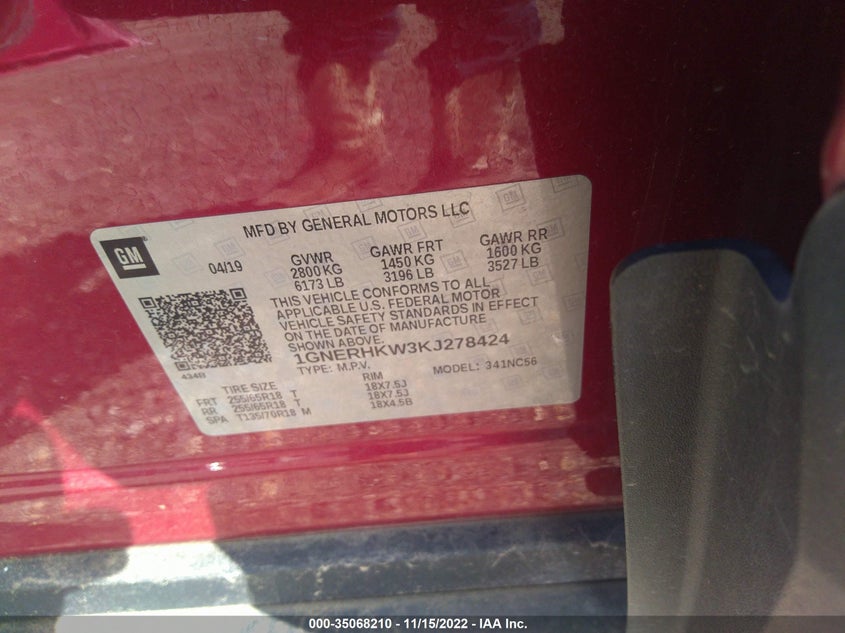 MFD BY GENERAL MOTORS LLC
GM
04/19
GVWR GAWR FRT GAWR RR
2800 KG 1450 KG 1600 KG
6173 LB 3196 LB 3527 LB
THIS VEHICLE CONFORMS TO ALL
APPLICABLE U.S. FEDERAL MOTOR
VEHICLE SAFETY STANDARDS IN EFFECT
ON THE DATE OF MANUFACTURE
SHOWN ABOVE.
1GNERHKW3KJ278424
TYPE: M.P.V. MODEL: 341NC56
434B
TIRE SIZE RIM
FRT 255/65R18 T 18X7.5J
RR 255/65R18 T 18X7.5J
SPA T135/70R18 M 18X4.5B
000-35068210 - 11/15/2022 - IAA Inc.